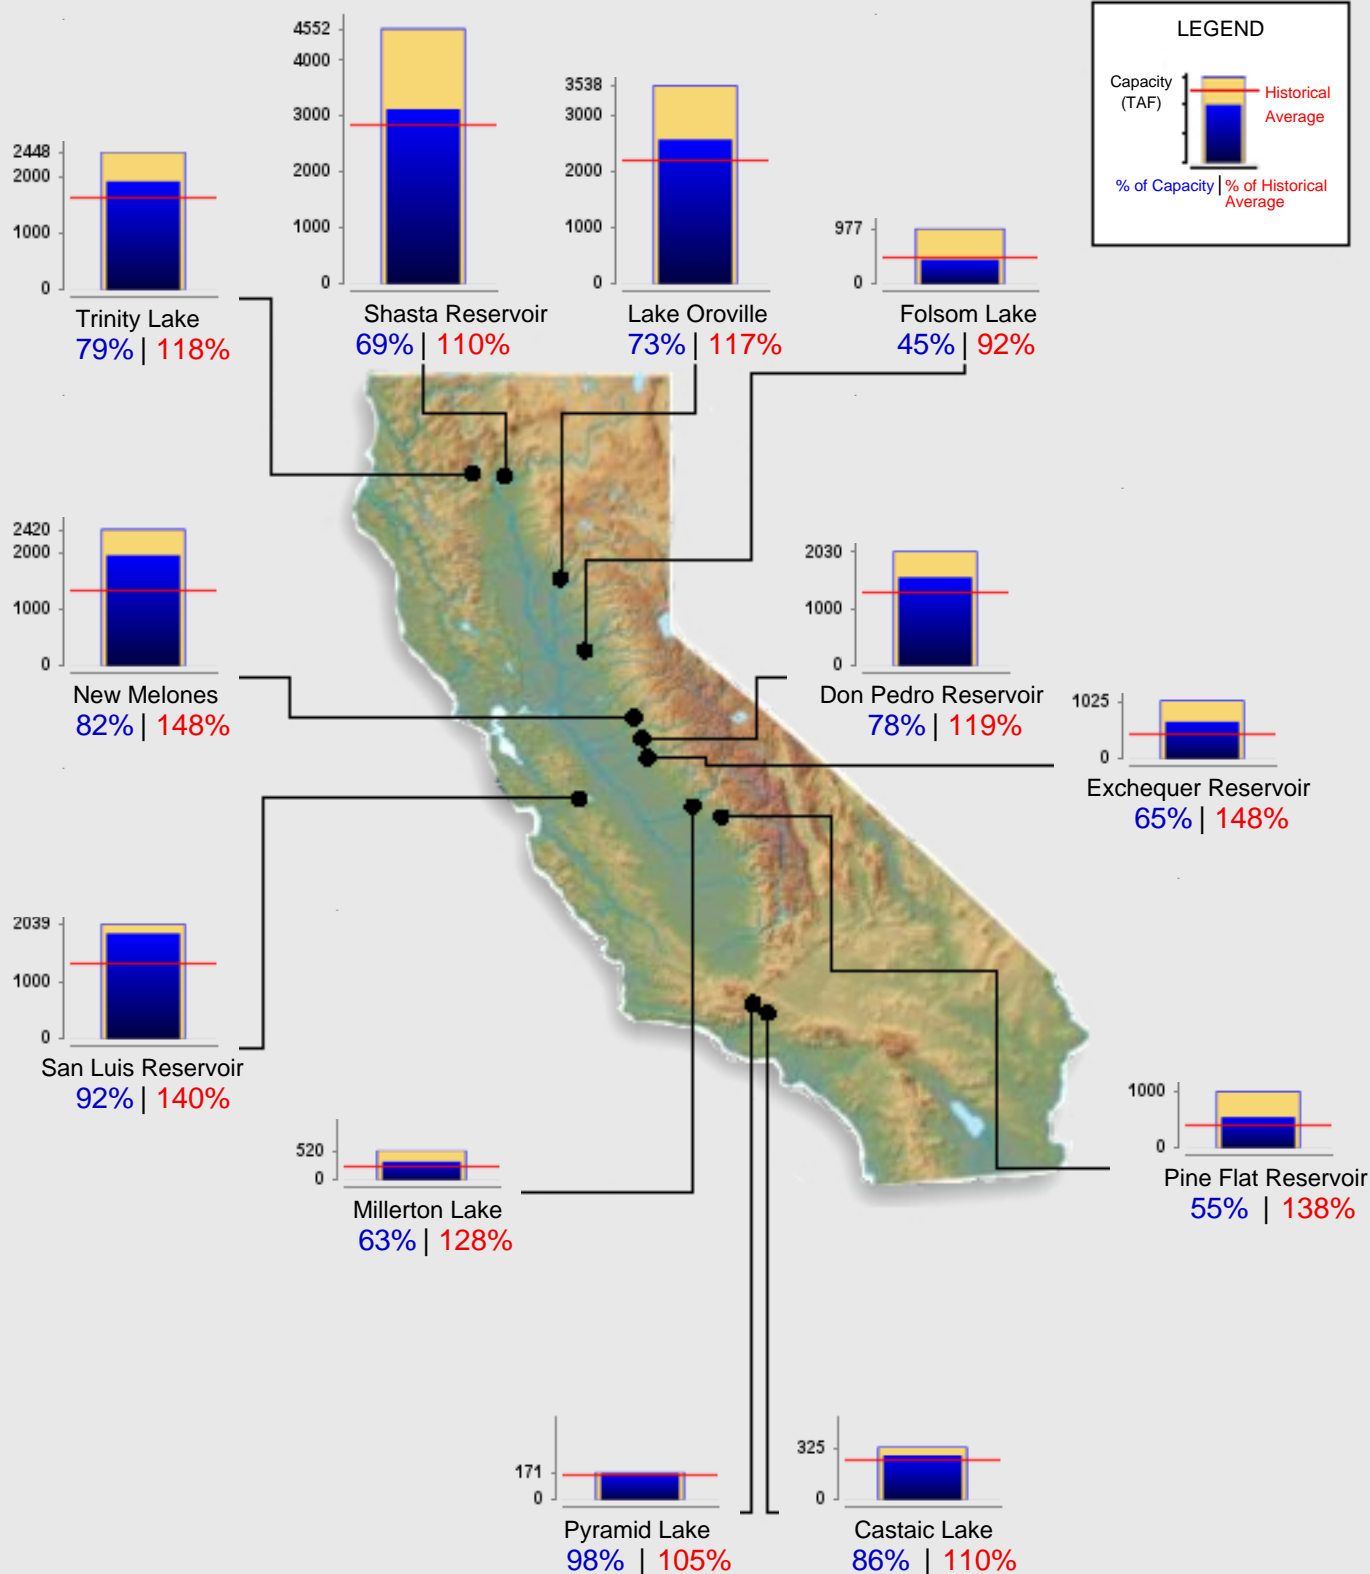 LEGEND
Capacity
(TAF)
Historical
Average
% of Capacity | % of Historical
Average
4552
4000
3000
2000
1000
0
Shasta Reservoir
69% | 110%
3538
3000
2000
1000
0
Lake Oroville
73% | 117%
2448
2000
1000
0
Trinity Lake
79% | 118%
977
0
Folsom Lake
45% | 92%
2420
2000
1000
0
New Melones
82% | 148%
2030
1000
0
Don Pedro Reservoir
78% | 119%
1025
0
Exchequer Reservoir
65% | 148%
2039
1000
0
San Luis Reservoir
92% | 140%
520
0
Millerton Lake
63% | 128%
1000
0
Pine Flat Reservoir
55% | 138%
171
0
Pyramid Lake
98% | 105%
325
0
Castaic Lake
86% | 110%